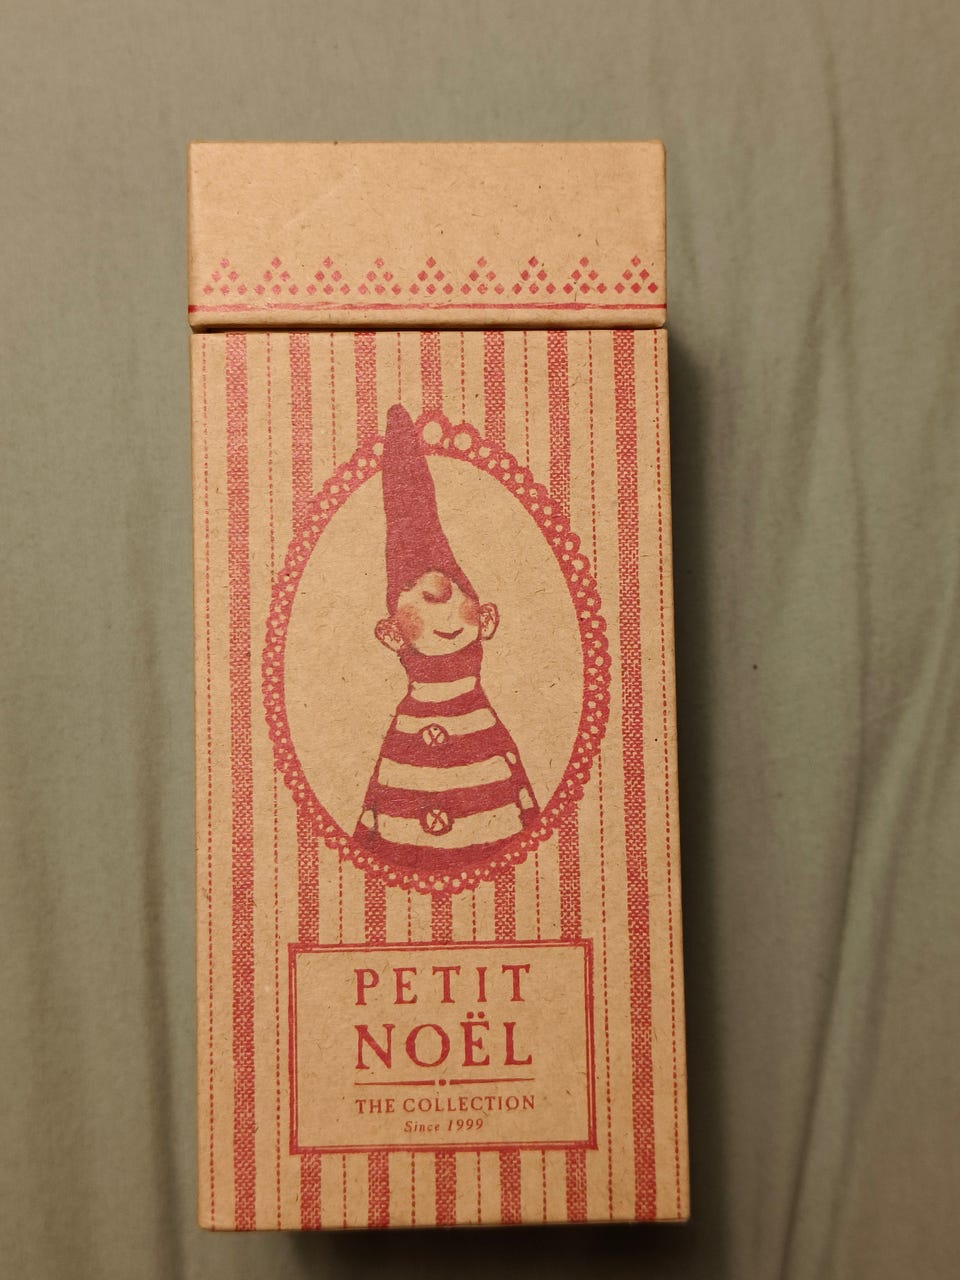 PETIT
NOËL
THE COLLECTION
Since 1999